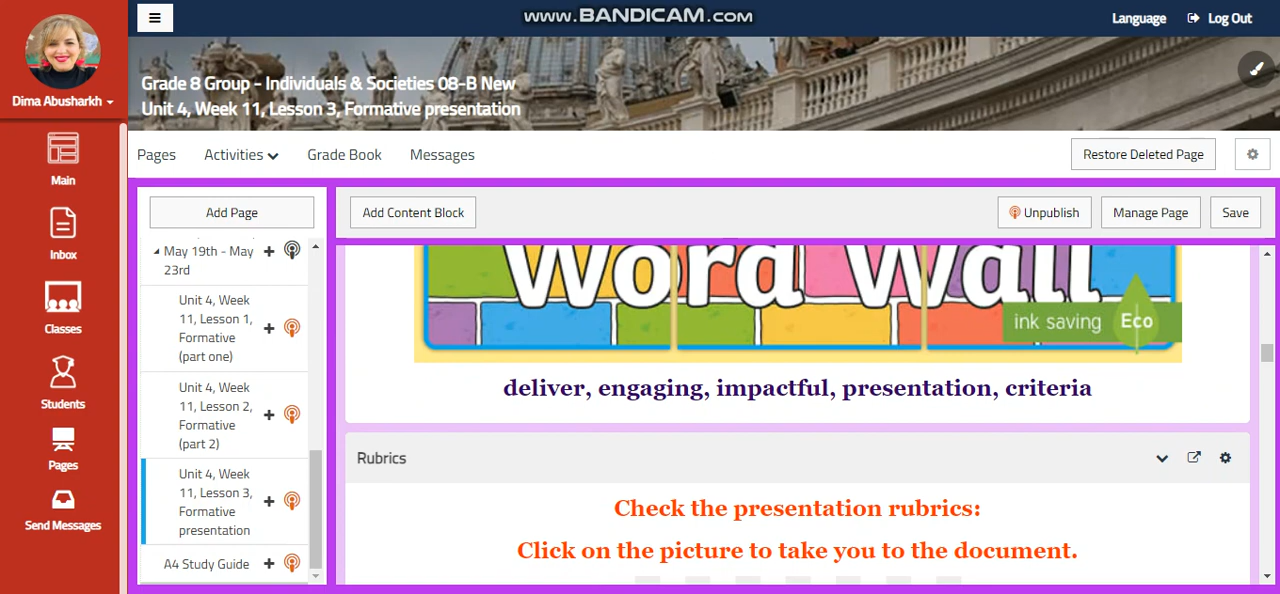 www.BANDICAM.com
Language
Log Out
Dima Abusharkh
Grade 8 Group - Individuals & Societies 08-B New
Unit 4, Week 11, Lesson 3, Formative presentation
Main
Inbox
Classes
Students
Pages
Send Messages
Pages
Activities
Grade Book
Messages
Restore Deleted Page
Add Page
Add Content Block
Unpublish
Manage Page
Save
May 19th - May
23rd
Unit 4, Week
11, Lesson 1,
Formative
(part one)
Unit 4, Week
11, Lesson 2,
Formative
(part 2)
Unit 4, Week
11, Lesson 3,
Formative
presentation
A4 Study Guide
Word Wall
ink saving Eco
deliver, engaging, impactful, presentation, criteria
Rubrics
Check the presentation rubrics:
Click on the picture to take you to the document.